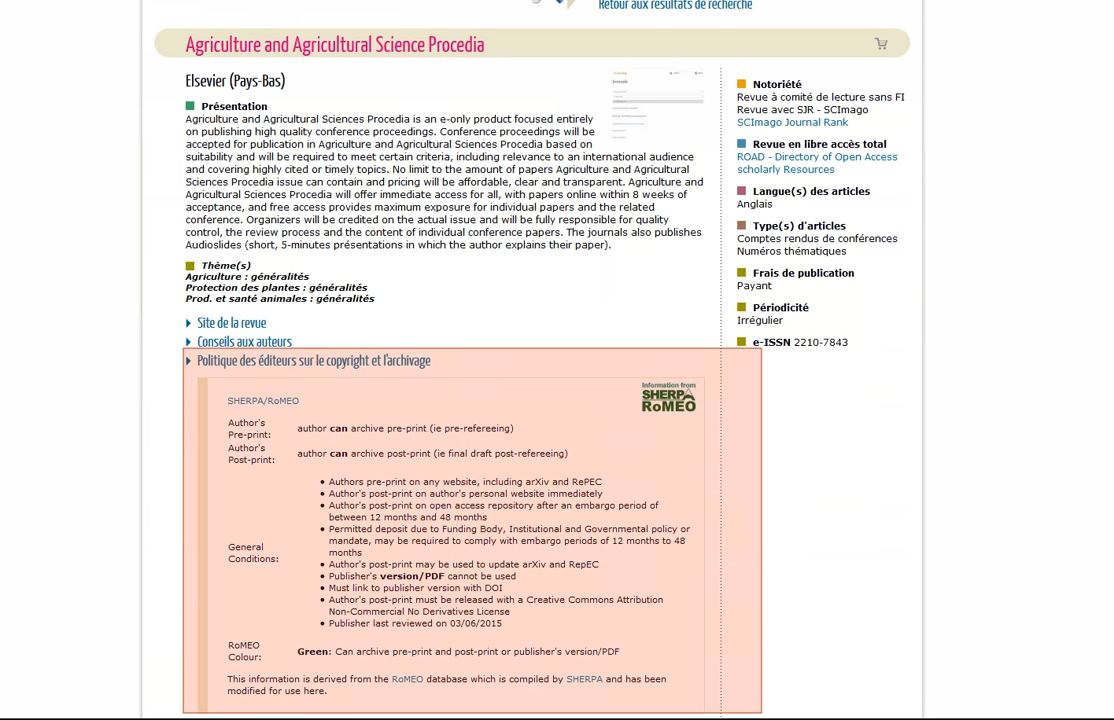 Retour aux résultats de recherche
Agriculture and Agricultural Science Procedia
Elsevier (Pays-Bas)
Présentation
Agriculture and Agricultural Sciences Procedia is an e-only product focused entirely
on publishing high quality conference proceedings. Conference proceedings will be
accepted for publication in Agriculture and Agricultural Sciences Procedia based on
suitability and will be required to meet certain criteria, including relevance to an international audience
and covering highly cited or timely topics. No limit to the amount of papers Agriculture and Agricultural
Sciences Procedia issue can contain and pricing will be affordable, clear and transparent. Agriculture and
Agricultural Sciences Procedia will offer immediate access for all, with papers online within 8 weeks of
acceptance, and free access provides maximum exposure for individual papers and the related
conference. Organizers will be credited on the actual issue and will be fully responsible for quality
control, the review process and the content of individual conference papers. The journals also publishes
Audioslides (short, 5-minutes présentations in which the author explains their paper).
Thème(s)
Agriculture : généralités
Protection des plantes : généralités
Prod. et santé animales : généralités
Site de la revue
Conseils aux auteurs
Politique des éditeurs sur le copyright et l'archivage
Information from
SHERPA
RoMEO
SHERPA/RoMEO
Author's
Pre-print:
author can archive pre-print (ie pre-refereeing)
Author's
Post-print:
author can archive post-print (ie final draft post-refereeing)
General
Conditions:
• Authors pre-print on any website, including arXiv and RePEC
• Author's post-print on author's personal website immediately
• Author's post-print on open access repository after an embargo period of
between 12 months and 48 months
• Permitted deposit due to Funding Body, Institutional and Governmental policy or
mandate, may be required to comply with embargo periods of 12 months to 48
months
• Author's post-print may be used to update arXiv and RepEC
• Publisher's version/PDF cannot be used
• Must link to publisher version with DOI
• Author's post-print must be released with a Creative Commons Attribution
Non-Commercial No Derivatives License
• Publisher last reviewed on 03/06/2015
RoMEO
Colour:
Green: Can archive pre-print and post-print or publisher's version/PDF
This information is derived from the RoMEO database which is compiled by SHERPA and has been
modified for use here.
Notoriété
Revue à comité de lecture sans FI
Revue avec SJR - SCImago
SCImago Journal Rank
Revue en libre accès total
ROAD - Directory of Open Access
scholarly Resources
Langue(s) des articles
Anglais
Type(s) d'articles
Comptes rendus de conférences
Numéros thématiques
Frais de publication
Payant
Périodicité
Irrégulier
e-ISSN 2210-7843